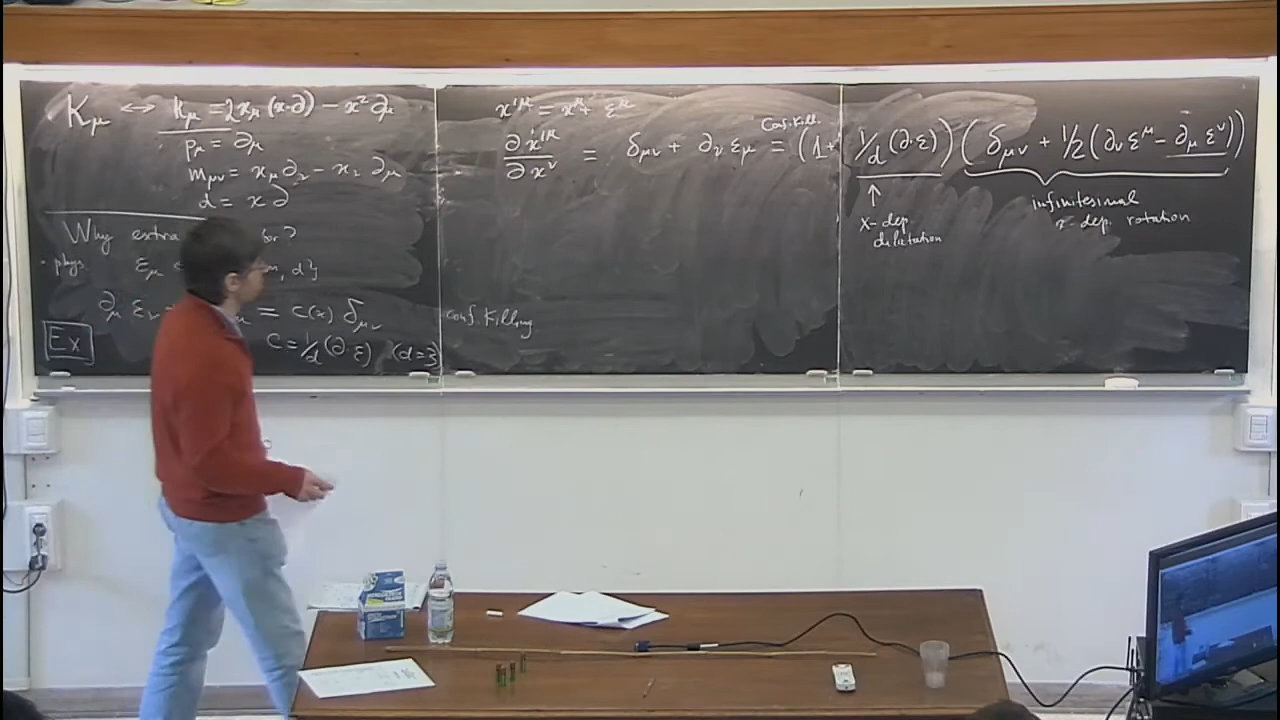 K_μ ↔ k_μ = 2x_μ(x·∂) − x²∂_μ
p_μ = ∂_μ
m_μν = x_μ∂_ν − x_ν∂_μ
d = x∂
Why extra for?
· phys. ε_μ , d}
∂_μ ε_ν = c(x) δ_μν conf. Killing
Ex c = 1/d (∂·ε) (d=3)
x'^μ = x^μ + ε^μ
∂x'^μ / ∂x^ν = δ_μν + ∂_ν ε_μ = (1+ 1/d (∂·ε)) (δ_μν + 1/2 (∂_ν ε^μ − ∂_μ ε^ν))
Conf. Kill.
↑
x-dep
dilatation
infinitesimal
x-dep. rotation